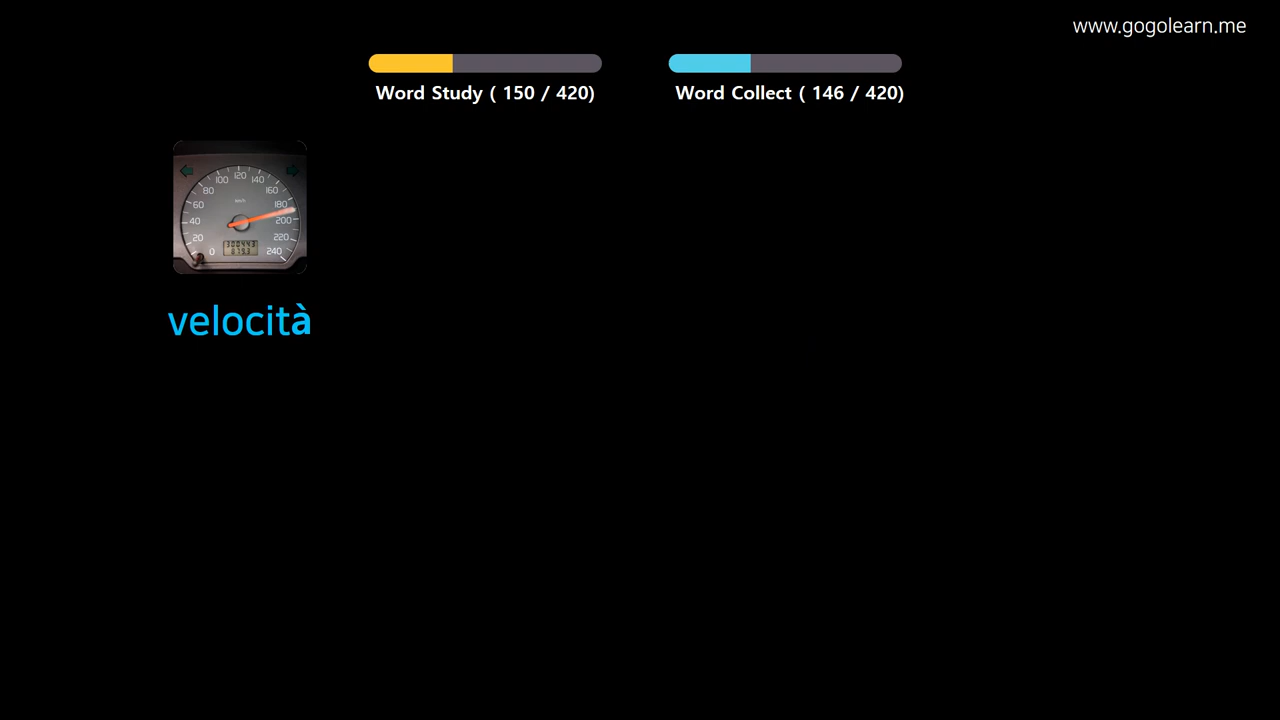 www.gogolearn.me
Word Study ( 150 / 420)
Word Collect ( 146 / 420)
100 120 140
80 160
60 180
40 200
20 220
0 240
velocità